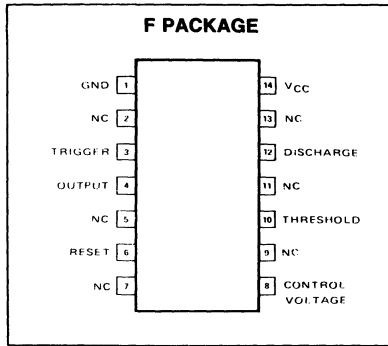 F PACKAGE
GND 1
NC 2
TRIGGER 3
OUTPUT 4
NC 5
RESET 6
NC 7
14 VCC
13 NC
12 DISCHARGE
11 NC
10 THRESHOLD
9 NC
8 CONTROL
VOLTAGE